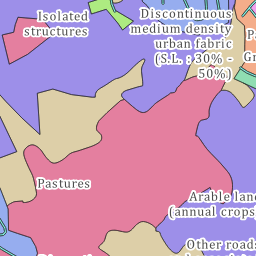 Isolated
structures
Discontinuous
medium density
urban fabric
(S.L. : 30% -
50%)
Pastures
Arable land
(annual crops
Other roads